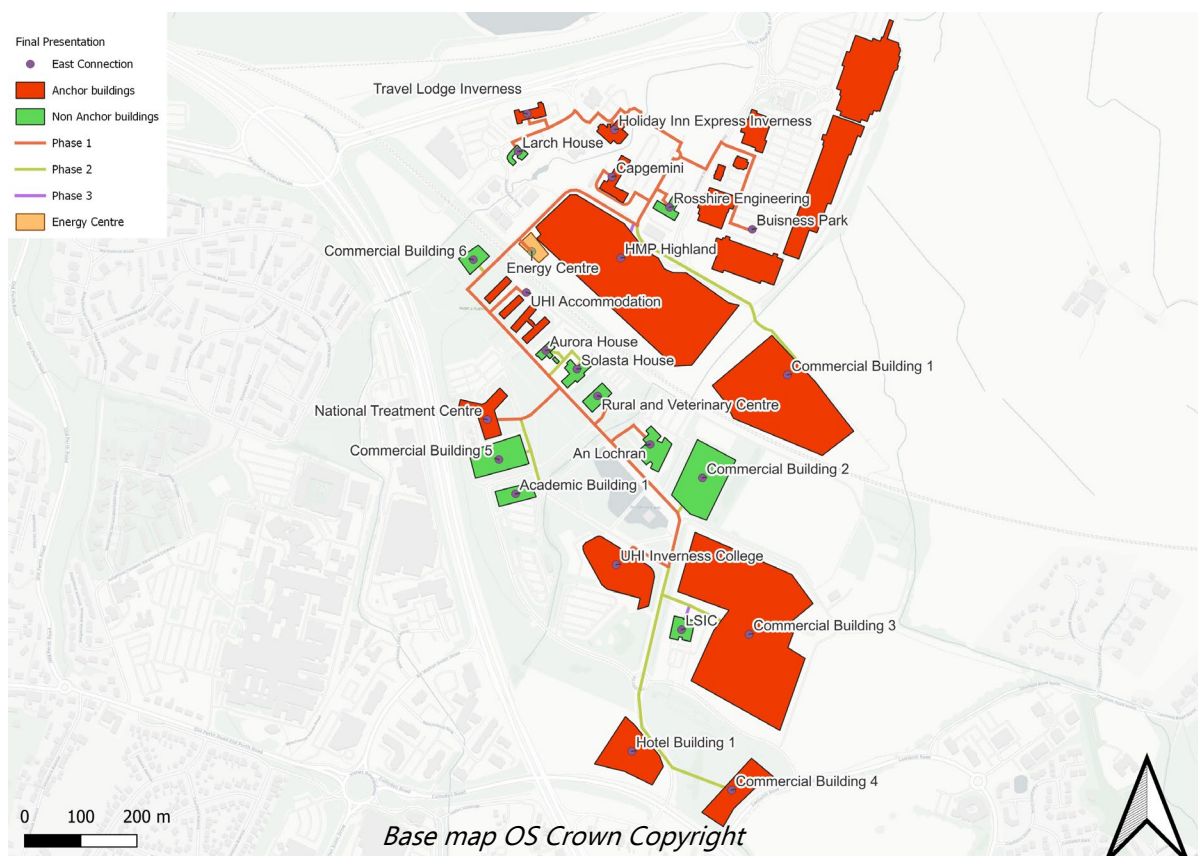 Final Presentation
East Connection
Anchor buildings
Non Anchor buildings
Phase 1
Phase 2
Phase 3
Energy Centre
Travel Lodge Inverness
Holiday Inn Express Inverness
Larch House
Capgemini
Rosshire Engineering
Buisness Park
Commercial Building 6
HMP Highland
Energy Centre
UHI Accommodation
Aurora House
Solasta House
Commercial Building 1
Rural and Veterinary Centre
National Treatment Centre
Commercial Building 5
An Lochran
Commercial Building 2
Academic Building 1
UHI Inverness College
LSIC
Commercial Building 3
Hotel Building 1
Commercial Building 4
0 100 200 m
Base map OS Crown Copyright